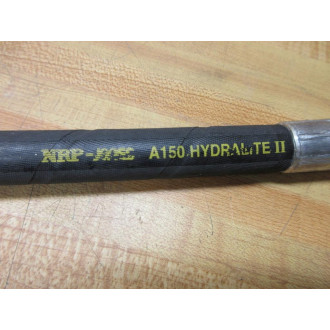 NRP-JONES A150 HYDRALITE II